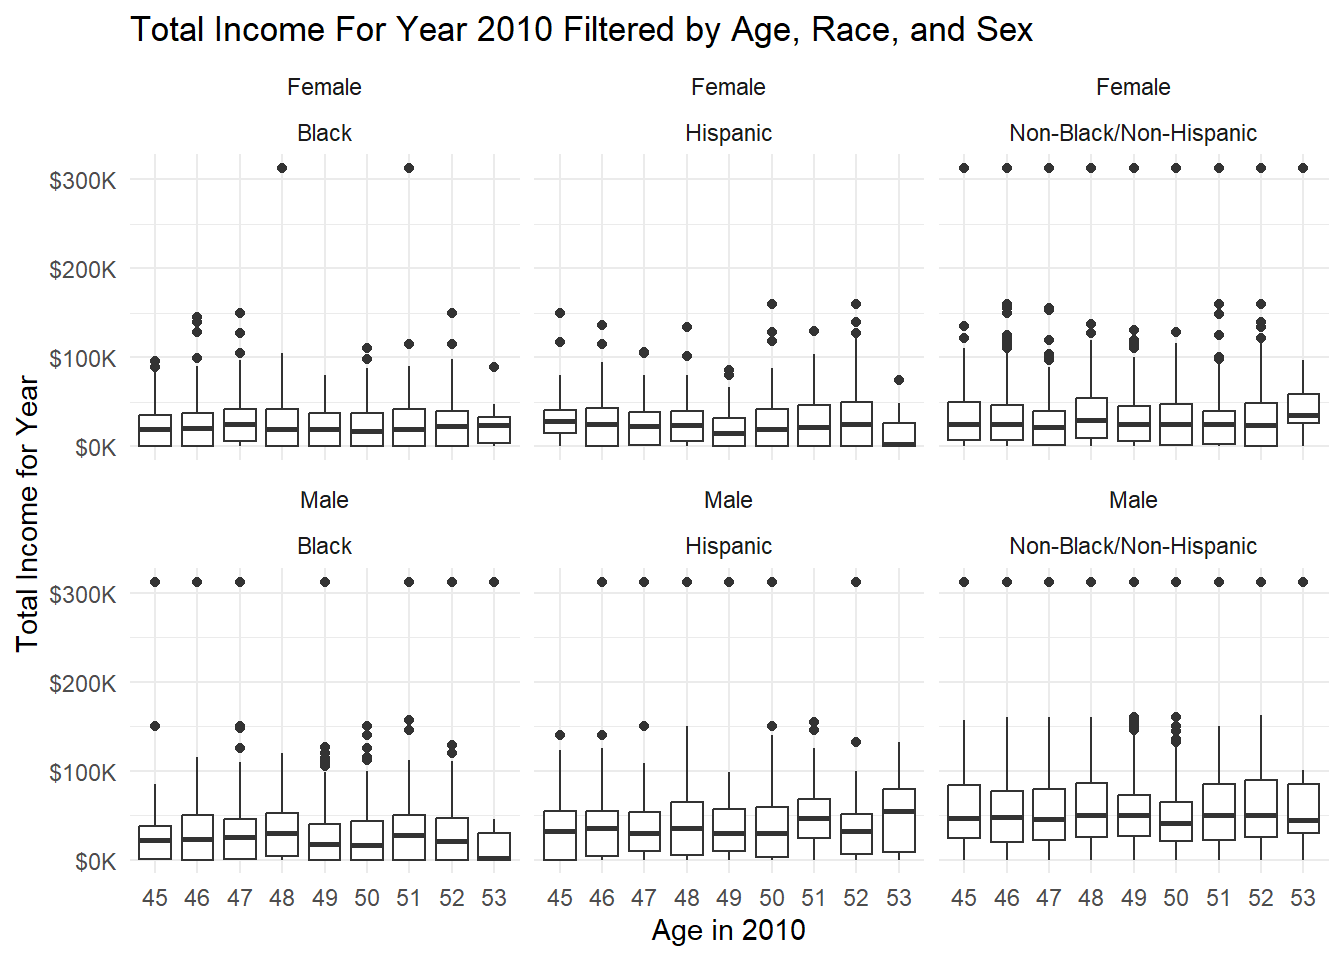 Total Income For Year 2010 Filtered by Age, Race, and Sex
Female Female Female
Black Hispanic Non-Black/Non-Hispanic
$300K
$200K
$100K
$0K
Male Male Male
Black Hispanic Non-Black/Non-Hispanic
$300K
$200K
$100K
$0K
45 46 47 48 49 50 51 52 53 45 46 47 48 49 50 51 52 53 45 46 47 48 49 50 51 52 53
Age in 2010
Total Income for Year